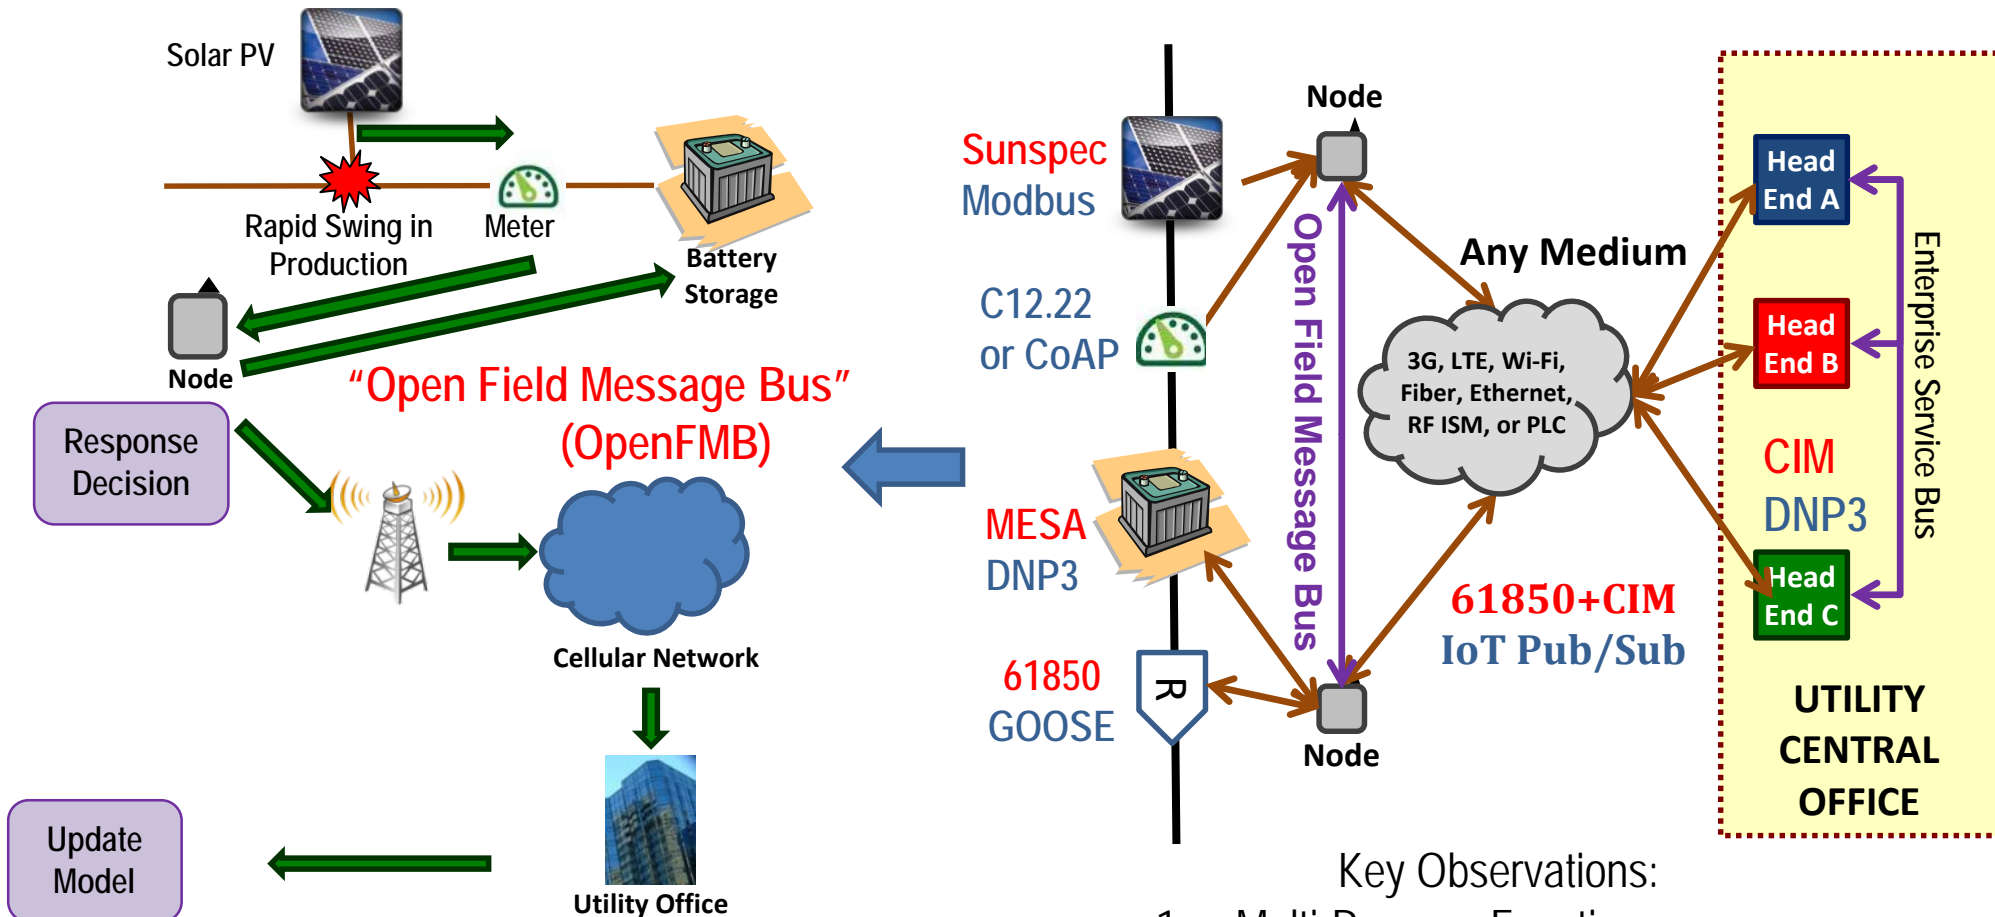 Solar PV
Rapid Swing in
Production
Meter
Battery
Storage
Node
"Open Field Message Bus"
(OpenFMB)
Response
Decision
Cellular Network
Utility Office
Update
Model
Sunspec
Modbus
C12.22
or CoAP
MESA
DNP3
61850
GOOSE
R
Node
Open Field Message Bus
Node
Any Medium
3G, LTE, Wi-Fi,
Fiber, Ethernet,
RF ISM, or PLC
61850+CIM
IoT Pub/Sub
Head
End A
Head
End B
CIM
DNP3
Head
End C
Enterprise Service Bus
UTILITY
CENTRAL
OFFICE
Key Observations: